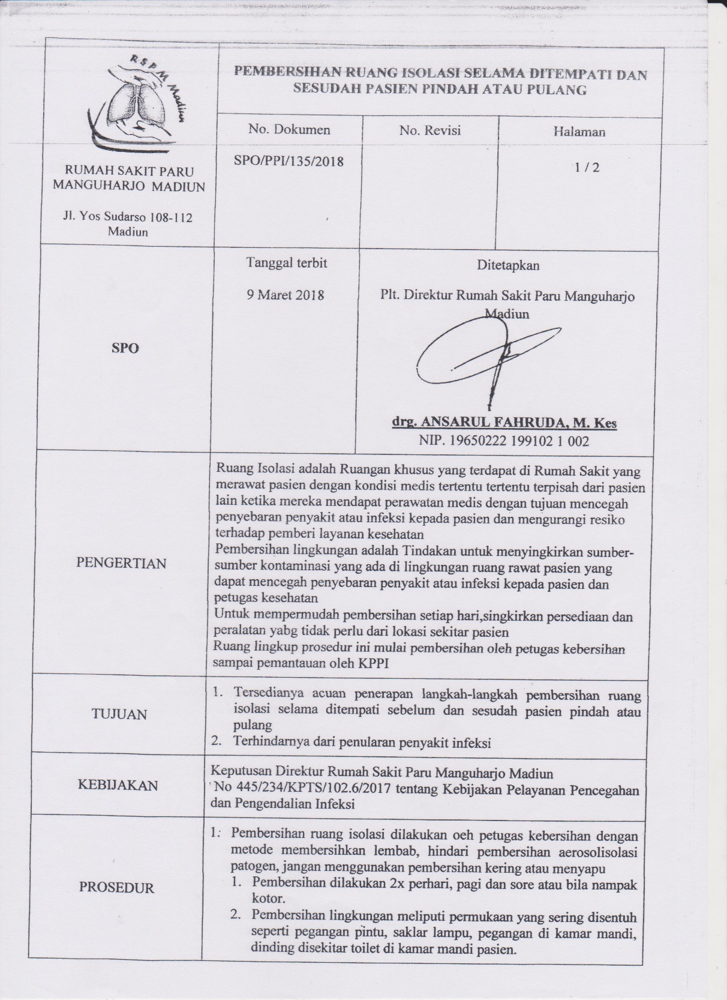 RSPM Madiun
RUMAH SAKIT PARU
MANGUHARJO MADIUN
Jl. Yos Sudarso 108-112
Madiun
PEMBERSIHAN RUANG ISOLASI SELAMA DITEMPATI DAN
SESUDAH PASIEN PINDAH ATAU PULANG
No. Dokumen
SPO/PPI/135/2018
No. Revisi
Halaman
1 / 2
SPO
Tanggal terbit
9 Maret 2018
Ditetapkan
Plt. Direktur Rumah Sakit Paru Manguharjo
Madiun
drg. ANSARUL FAHRUDA, M. Kes
NIP. 19650222 199102 1 002
PENGERTIAN
Ruang Isolasi adalah Ruangan khusus yang terdapat di Rumah Sakit yang
merawat pasien dengan kondisi medis tertentu tertentu terpisah dari pasien
lain ketika mereka mendapat perawatan medis dengan tujuan mencegah
penyebaran penyakit atau infeksi kepada pasien dan mengurangi resiko
terhadap pemberi layanan kesehatan
Pembersihan lingkungan adalah Tindakan untuk menyingkirkan sumber-
sumber kontaminasi yang ada di lingkungan ruang rawat pasien yang
dapat mencegah penyebaran penyakit atau infeksi kepada pasien dan
petugas kesehatan
Untuk mempermudah pembersihan setiap hari,singkirkan persediaan dan
peralatan yabg tidak perlu dari lokasi sekitar pasien
Ruang lingkup prosedur ini mulai pembersihan oleh petugas kebersihan
sampai pemantauan oleh KPPI
TUJUAN
1. Tersedianya acuan penerapan langkah-langkah pembersihan ruang
isolasi selama ditempati sebelum dan sesudah pasien pindah atau
pulang
2. Terhindarnya dari penularan penyakit infeksi
KEBIJAKAN
Keputusan Direktur Rumah Sakit Paru Manguharjo Madiun
No 445/234/KPTS/102.6/2017 tentang Kebijakan Pelayanan Pencegahan
dan Pengendalian Infeksi
PROSEDUR
1. Pembersihan ruang isolasi dilakukan oeh petugas kebersihan dengan
metode membersihkan lembab, hindari pembersihan aerosolisolasi
patogen, jangan menggunakan pembersihan kering atau menyapu
1. Pembersihan dilakukan 2x perhari, pagi dan sore atau bila nampak
kotor.
2. Pembersihan lingkungan meliputi permukaan yang sering disentuh
seperti pegangan pintu, saklar lampu, pegangan di kamar mandi,
dinding disekitar toilet di kamar mandi pasien.